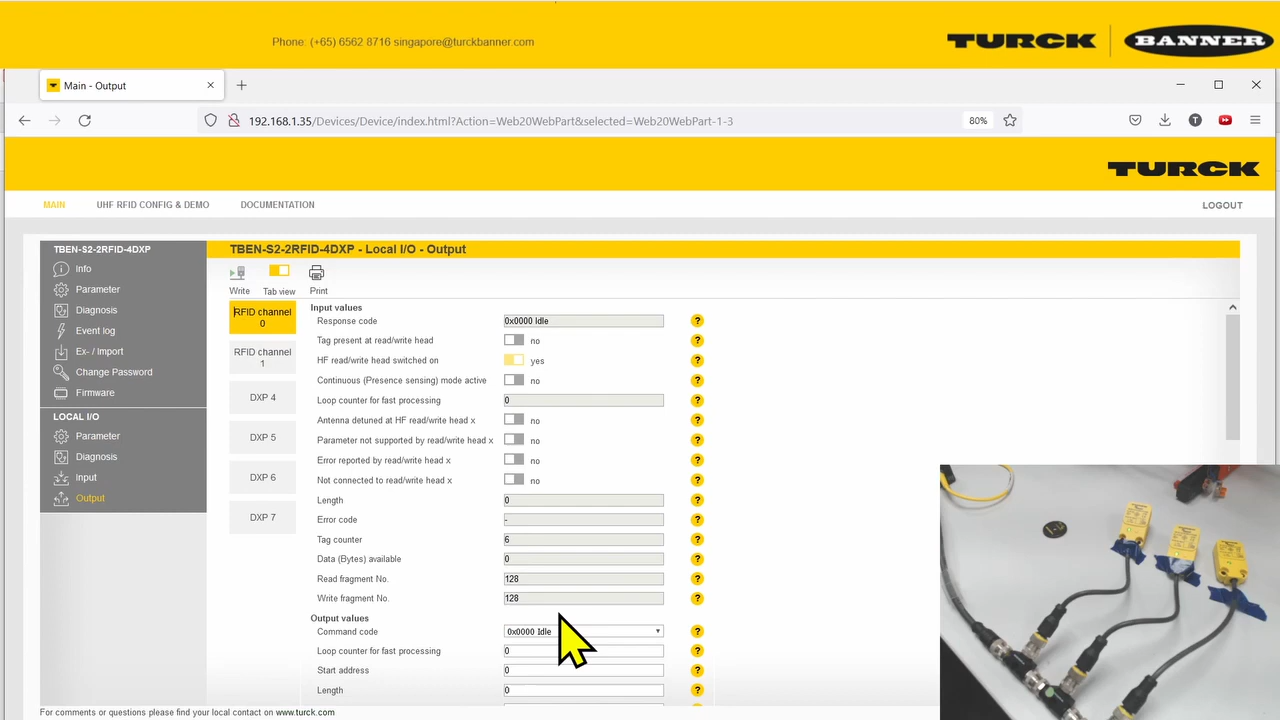 Phone: (+65) 6562 8716 singapore@turckbanner.com
TURCK
BANNER
Main - Output
192.168.1.35/Devices/Device/index.html?Action=Web20WebPart&selected=Web20WebPart-1-3
80%
T
TURCK
MAIN
UHF RFID CONFIG & DEMO
DOCUMENTATION
LOGOUT
TBEN-S2-2RFID-4DXP
Info
Parameter
Diagnosis
Event log
Ex- / Import
Change Password
Firmware
LOCAL I/O
Parameter
Diagnosis
Input
Output
TBEN-S2-2RFID-4DXP - Local I/O - Output
Write
Tab view
Print
RFID channel
0
RFID channel
1
DXP 4
DXP 5
DXP 6
DXP 7
Input values
Response code 0x0000 Idle ?
Tag present at read/write head no ?
HF read/write head switched on yes ?
Continuous (Presence sensing) mode active no ?
Loop counter for fast processing 0 ?
Antenna detuned at HF read/write head x no ?
Parameter not supported by read/write head x no ?
Error reported by read/write head x no ?
Not connected to read/write head x no ?
Length 0 ?
Error code - ?
Tag counter 6 ?
Data (Bytes) available 0 ?
Read fragment No. 128 ?
Write fragment No. 128 ?
Output values
Command code 0x0000 Idle ?
Loop counter for fast processing 0 ?
Start address 0 ?
Length 0 ?
For comments or questions please find your local contact on www.turck.com